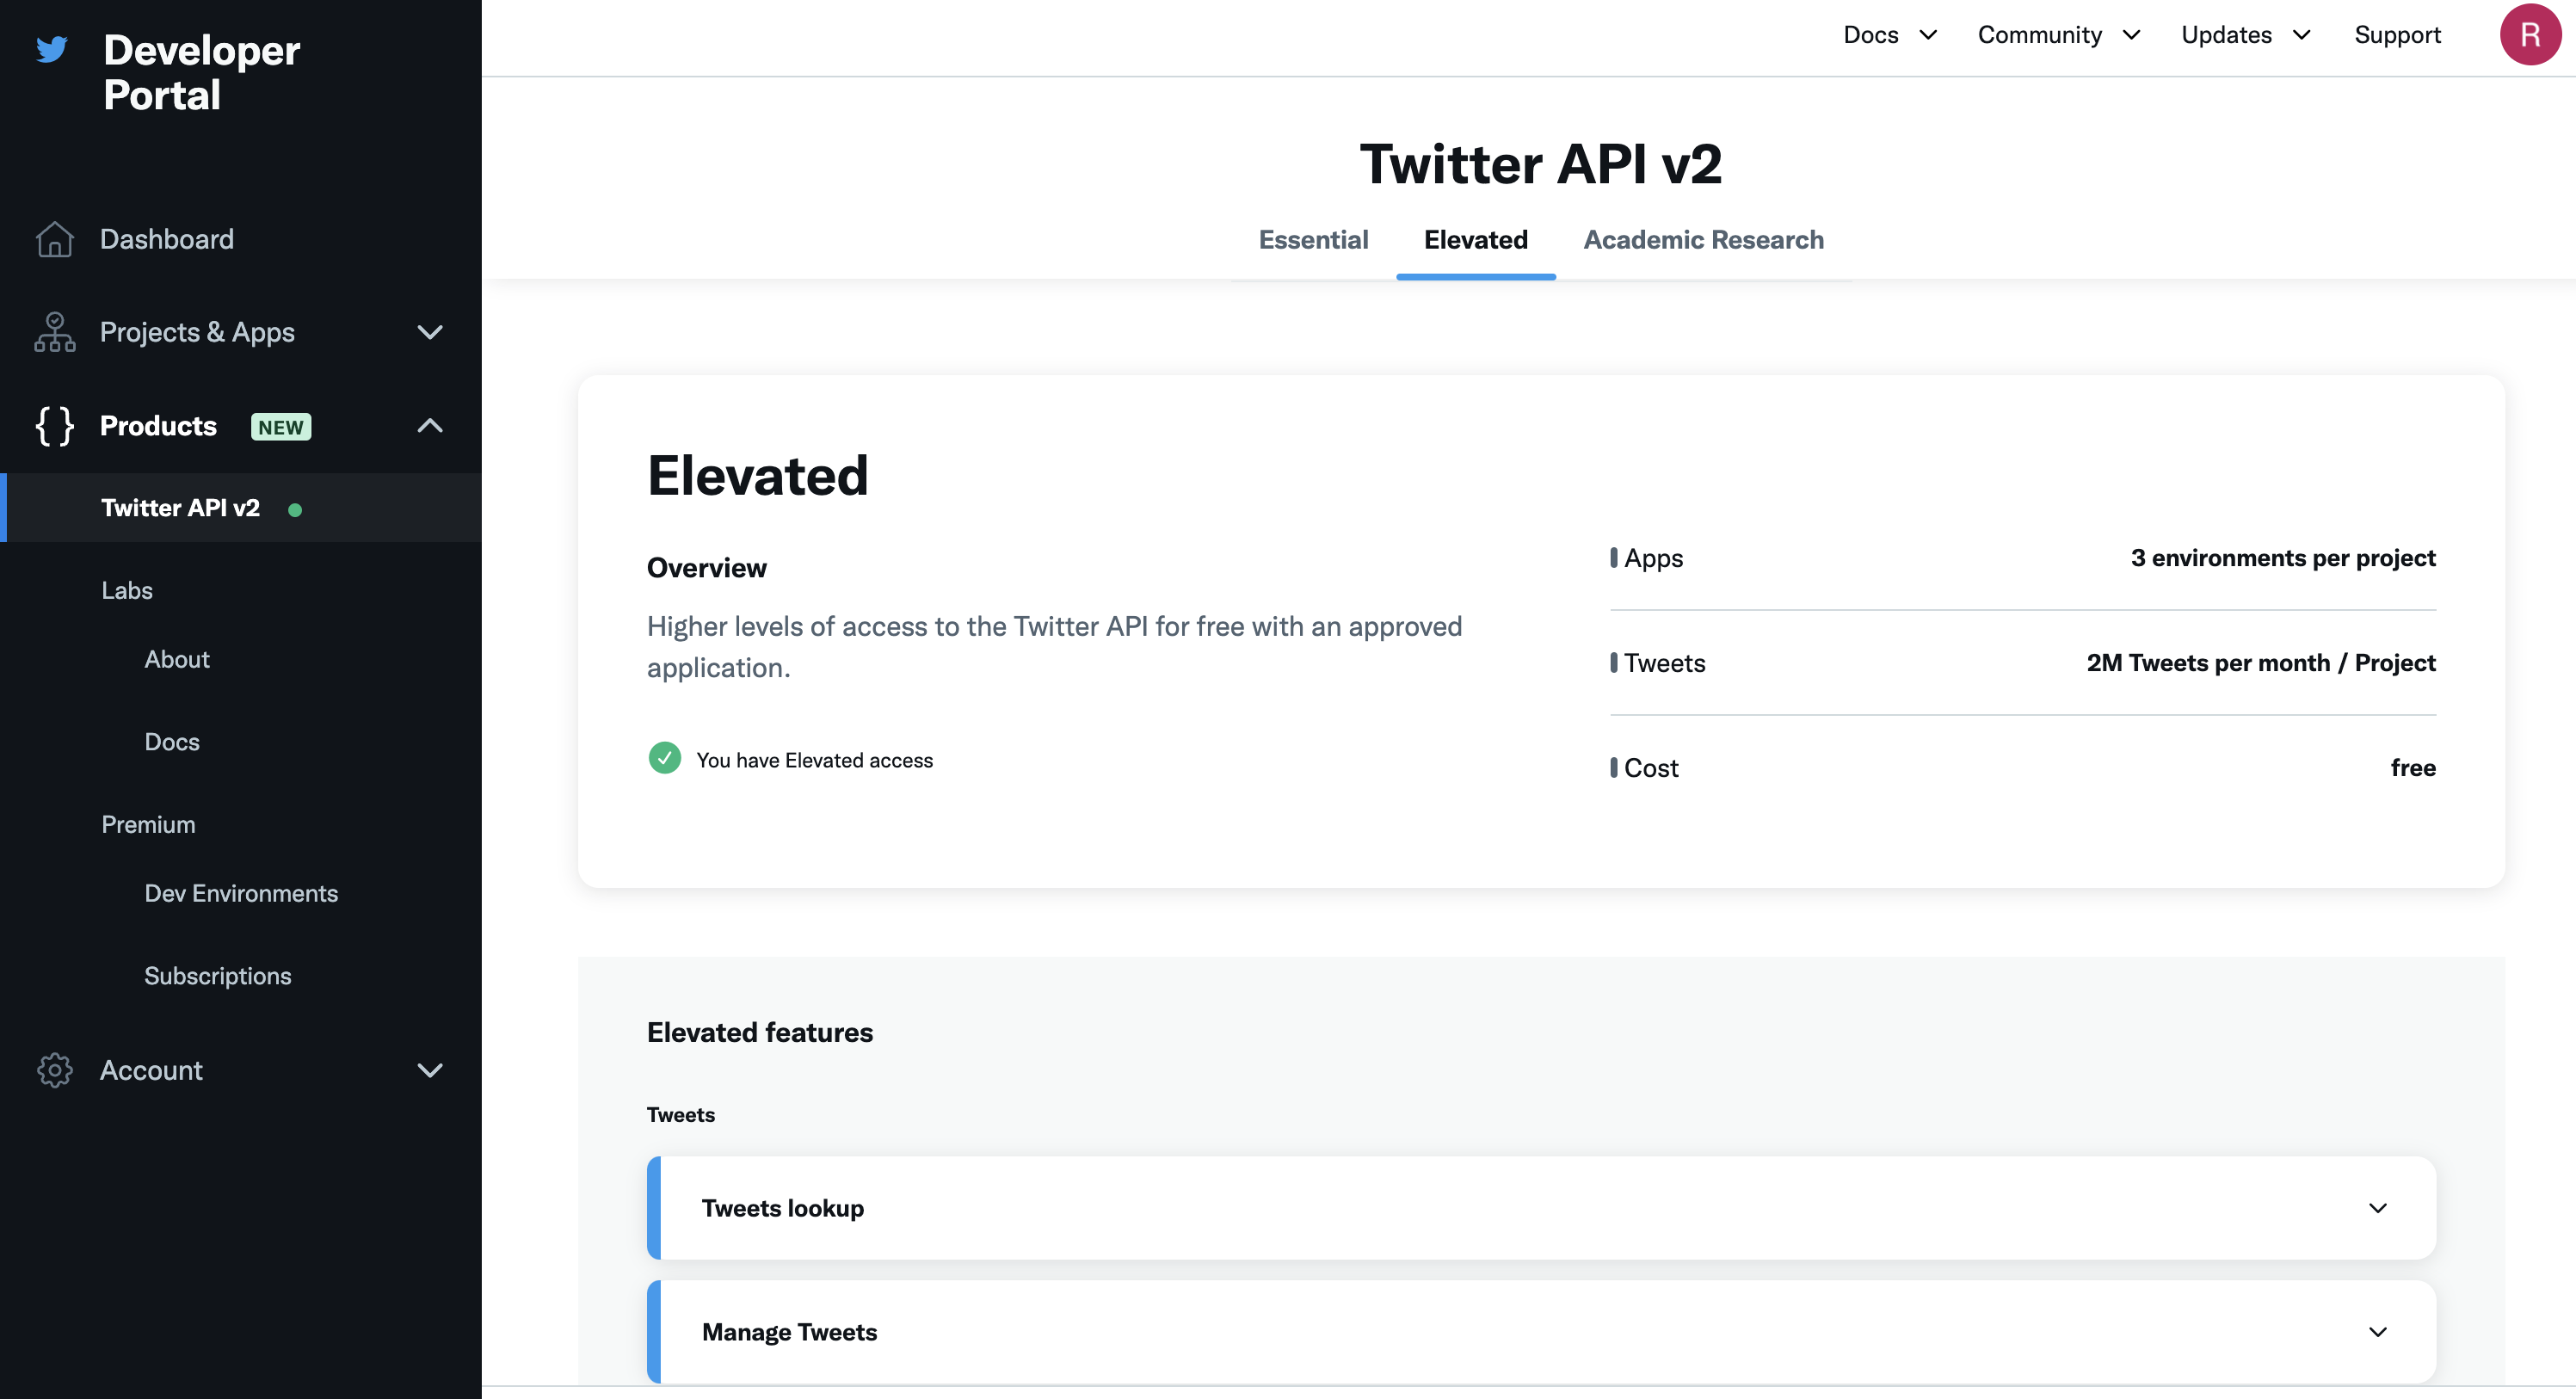 Developer
Portal
Dashboard
Projects & Apps
Products NEW
Twitter API v2
Labs
About
Docs
Premium
Dev Environments
Subscriptions
Account
Docs Community Updates Support R
Twitter API v2
Essential Elevated Academic Research
Elevated
Overview
Higher levels of access to the Twitter API for free with an approved
application.
You have Elevated access
Apps 3 environments per project
Tweets 2M Tweets per month / Project
Cost free
Elevated features
Tweets
Tweets lookup
Manage Tweets